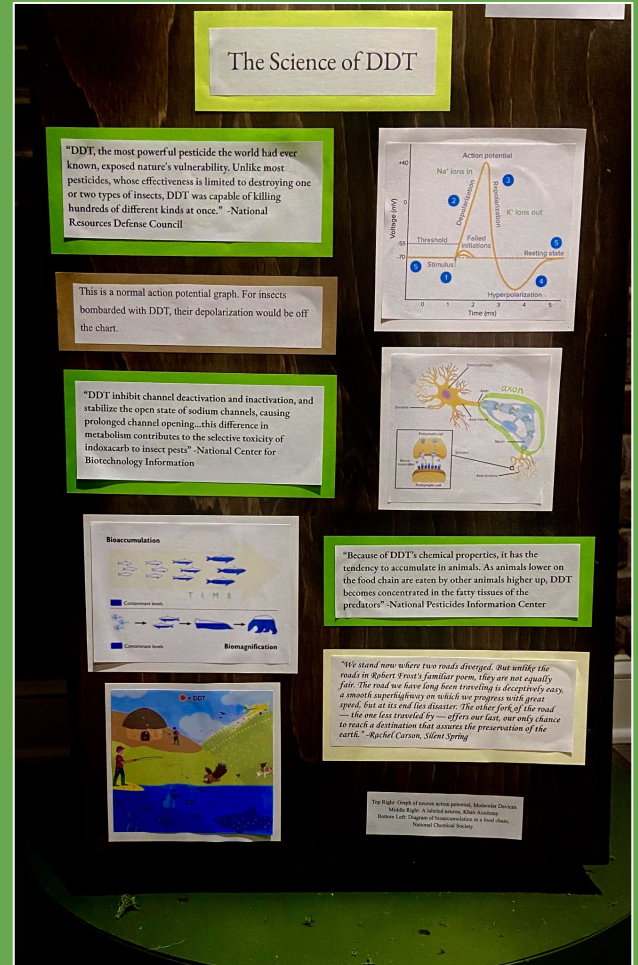 The Science of DDT
“DDT, the most powerful pesticide the world had ever
known, exposed nature's vulnerability. Unlike most
pesticides, whose effectiveness is limited to destroying one
or two types of insects, DDT was capable of killing
hundreds of different kinds at once.” -National
Resources Defense Council
Action potential
+40
Na⁺ ions in
3
2
Depolarization
Repolarization
K⁺ ions out
0
Voltage (mV)
Threshold
Failed
initiations
5
-55
Resting state
-70
5
Stimulus
1
4
Hyperpolarization
0 1 2 3 4 5
Time (ms)
This is a normal action potential graph. For insects
bombarded with DDT, their depolarization would be off
the chart.
“DDT inhibit channel deactivation and inactivation, and
stabilize the open state of sodium channels, causing
prolonged channel opening...this difference in
metabolism contributes to the selective toxicity of
indoxacarb to insect pests” -National Center for
Biotechnology Information
axon
Axon
Dendrite
Myelin
Synapse
Bioaccumulation
TIME
Contaminant levels
Contaminant levels
Biomagnification
“Because of DDT's chemical properties, it has the
tendency to accumulate in animals. As animals lower on
the food chain are eaten by other animals higher up, DDT
becomes concentrated in the fatty tissues of the
predators” -National Pesticides Information Center
“We stand now where two roads diverged. But unlike the
roads in Robert Frost's familiar poem, they are not equally
fair. The road we have long been traveling is deceptively easy,
a smooth superhighway on which we progress with great
speed, but at its end lies disaster. The other fork of the road
— the one less traveled by — offers our last, our only chance
to reach a destination that assures the preservation of the
earth.” -Rachel Carson, Silent Spring
= DDT
Top Right: Graph of neuron action potential, Molecular Devices
Middle Right: A labeled neuron, Khan Academy
Bottom Left: Diagram of bioaccumulation in a food chain,
National Chemical Society